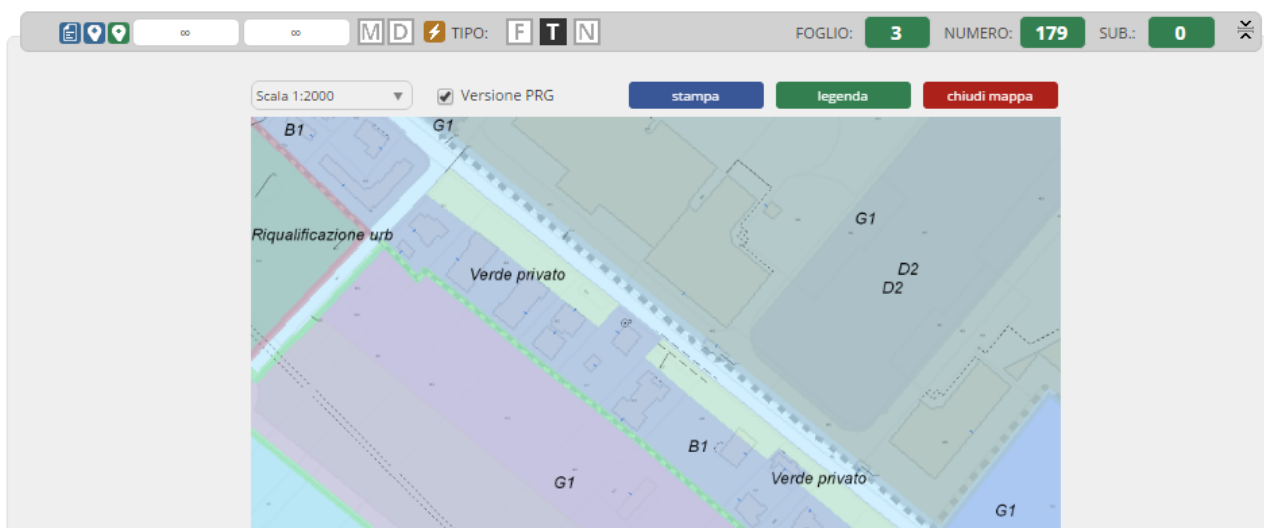 ∞ ∞ M D TIPO: F T N FOGLIO: 3 NUMERO: 179 SUB.: 0
Scala 1:2000 Versione PRG stampa legenda chiudi mappa
B1
G1
Riqualificazione urb
G1
Verde privato
D2
D2
B1
Verde privato
G1
G1